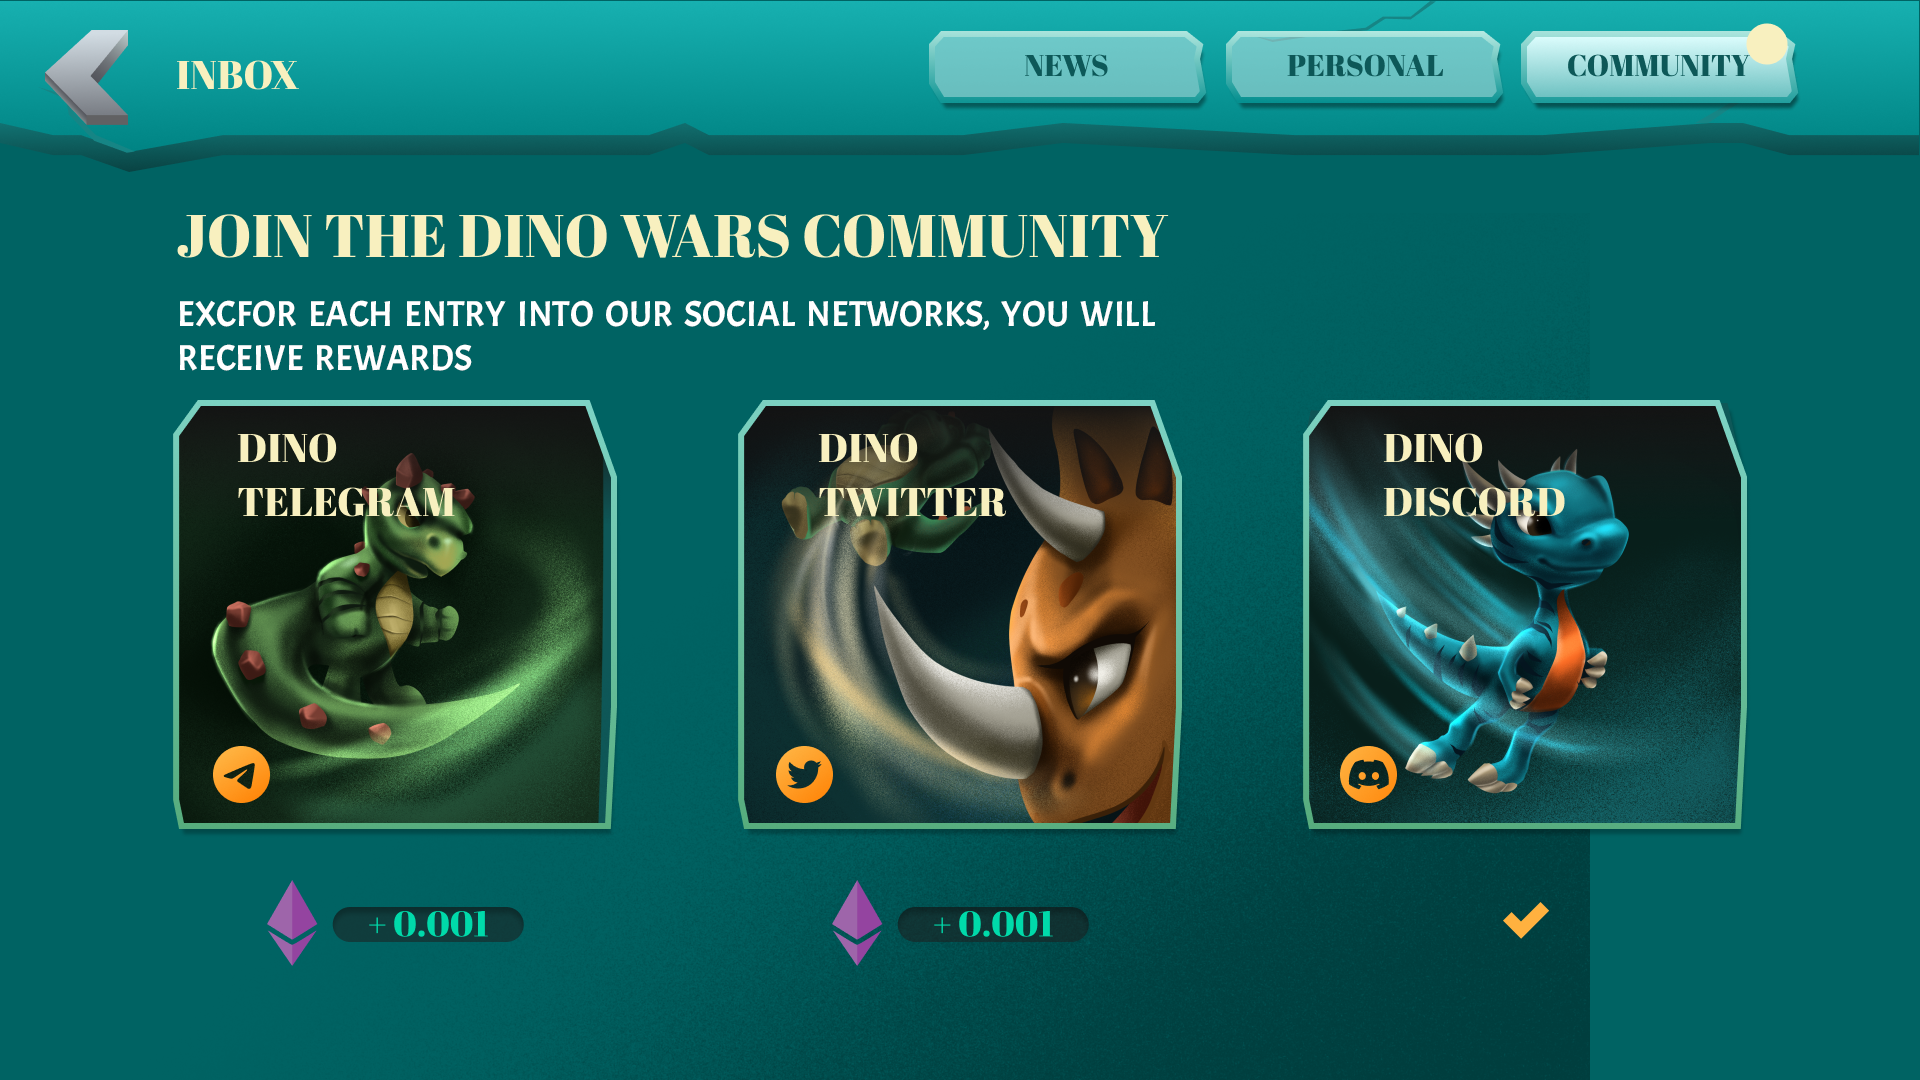 INBOX
NEWS
PERSONAL
COMMUNITY
JOIN THE DINO WARS COMMUNITY
EXCFOR EACH ENTRY INTO OUR SOCIAL NETWORKS, YOU WILL
RECEIVE REWARDS
DINO
TELEGRAM
DINO
TWITTER
DINO
DISCORD
+ 0.001
+ 0.001